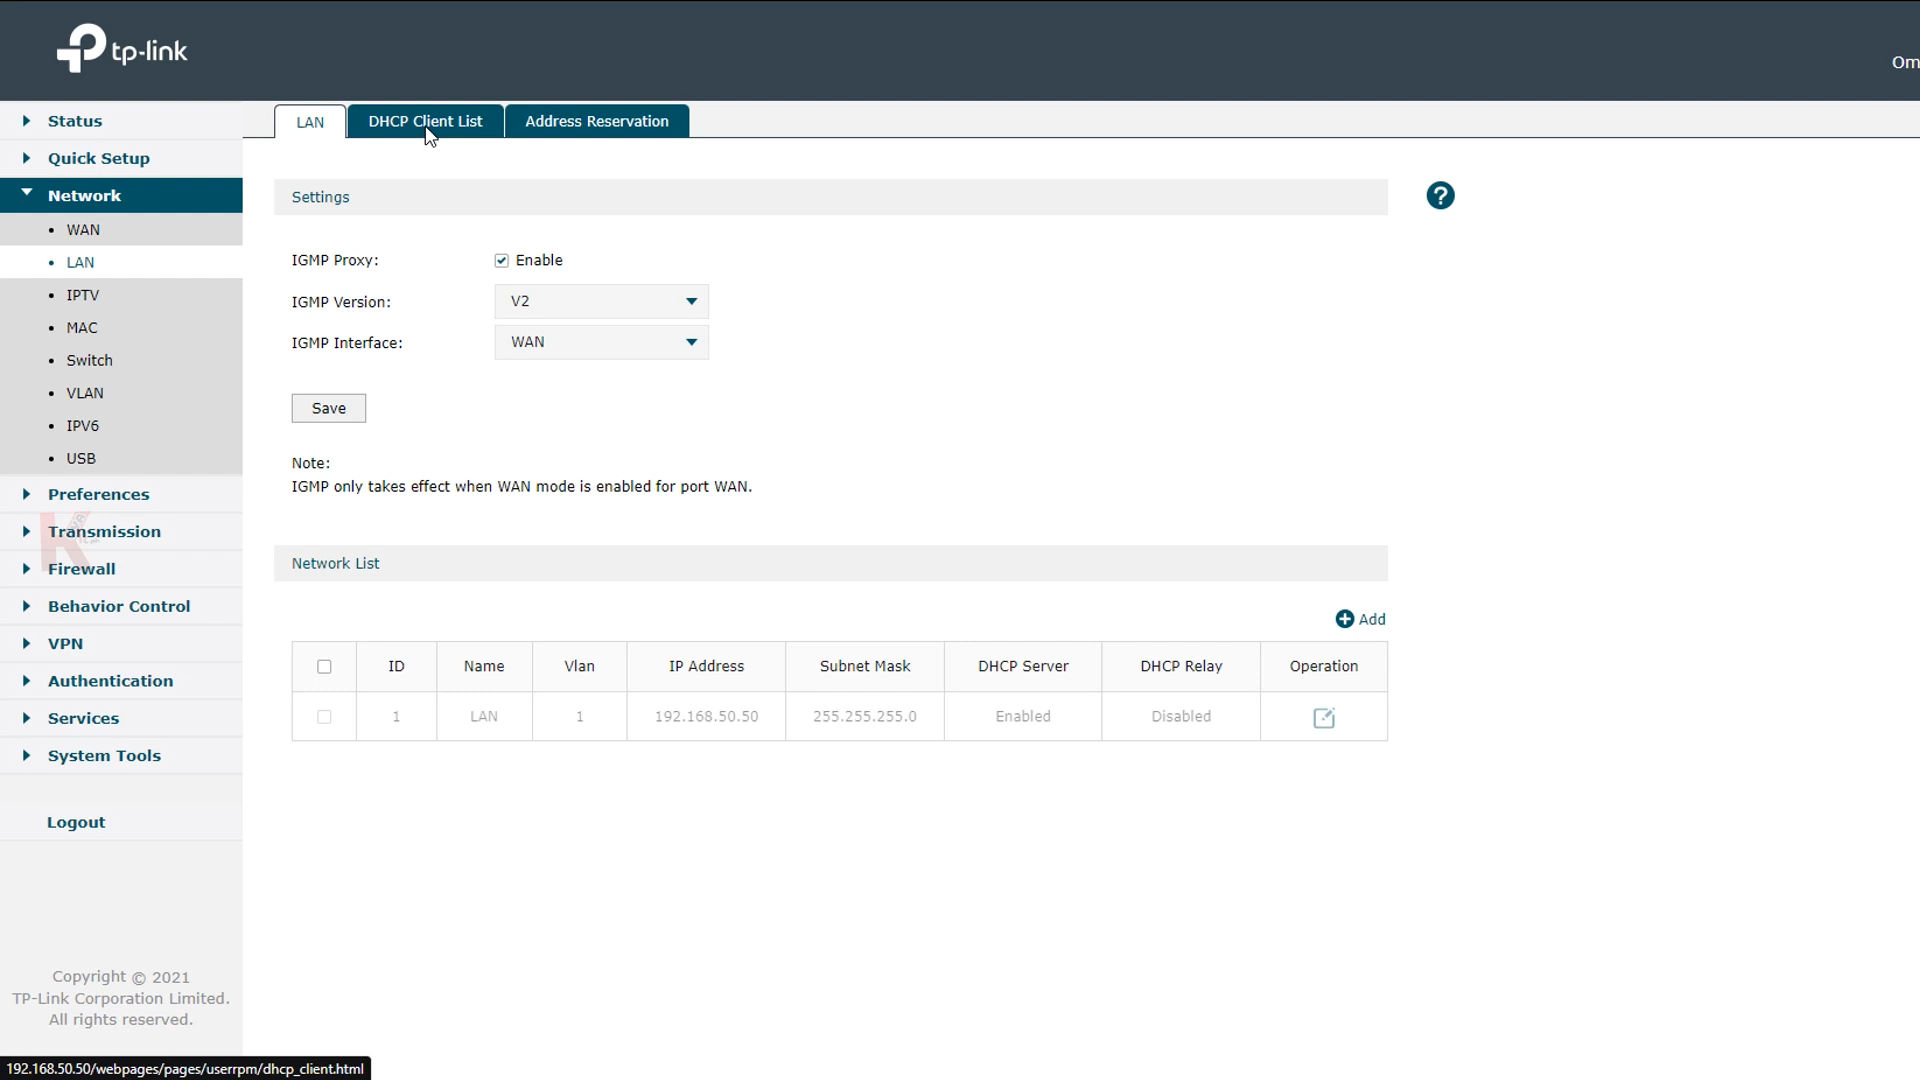 tp-link
Om
Status
Quick Setup
Network
WAN
LAN
IPTV
MAC
Switch
VLAN
IPV6
USB
Preferences
Transmission
Firewall
Behavior Control
VPN
Authentication
Services
System Tools
Logout
Copyright © 2021
TP-Link Corporation Limited.
All rights reserved.
LAN DHCP Client List Address Reservation
Settings
IGMP Proxy: Enable
IGMP Version: V2
IGMP Interface: WAN
Save
Note:
IGMP only takes effect when WAN mode is enabled for port WAN.
Network List
Add
ID Name Vlan IP Address Subnet Mask DHCP Server DHCP Relay Operation
1 LAN 1 192.168.50.50 255.255.255.0 Enabled Disabled
192.168.50.50/webpages/pages/userrpm/dhcp_client.html